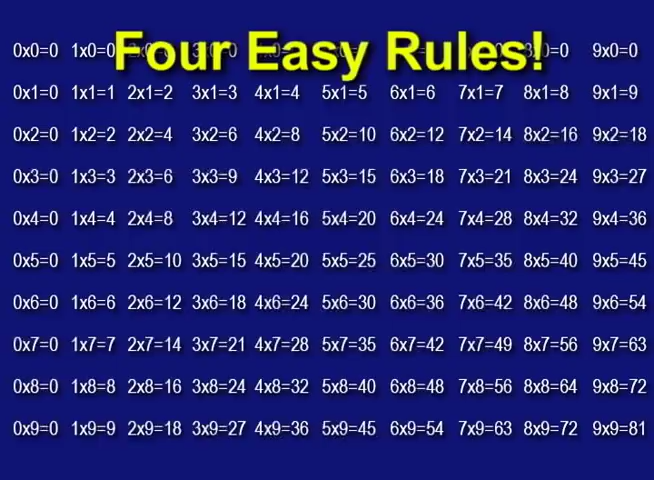 Four Easy Rules!
0x0=0 1x0=0 8x0=0 9x0=0
0x1=0 1x1=1 2x1=2 3x1=3 4x1=4 5x1=5 6x1=6 7x1=7 8x1=8 9x1=9
0x2=0 1x2=2 2x2=4 3x2=6 4x2=8 5x2=10 6x2=12 7x2=14 8x2=16 9x2=18
0x3=0 1x3=3 2x3=6 3x3=9 4x3=12 5x3=15 6x3=18 7x3=21 8x3=24 9x3=27
0x4=0 1x4=4 2x4=8 3x4=12 4x4=16 5x4=20 6x4=24 7x4=28 8x4=32 9x4=36
0x5=0 1x5=5 2x5=10 3x5=15 4x5=20 5x5=25 6x5=30 7x5=35 8x5=40 9x5=45
0x6=0 1x6=6 2x6=12 3x6=18 4x6=24 5x6=30 6x6=36 7x6=42 8x6=48 9x6=54
0x7=0 1x7=7 2x7=14 3x7=21 4x7=28 5x7=35 6x7=42 7x7=49 8x7=56 9x7=63
0x8=0 1x8=8 2x8=16 3x8=24 4x8=32 5x8=40 6x8=48 7x8=56 8x8=64 9x8=72
0x9=0 1x9=9 2x9=18 3x9=27 4x9=36 5x9=45 6x9=54 7x9=63 8x9=72 9x9=81